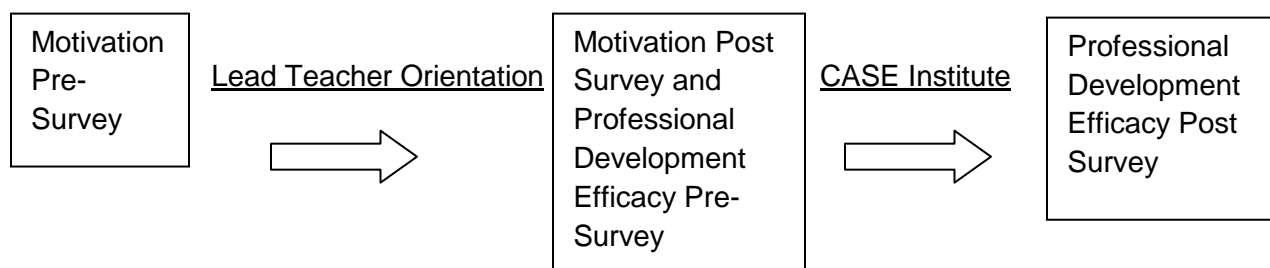 Motivation
Pre-
Survey
Lead Teacher Orientation
Motivation Post
Survey and
Professional
Development
Efficacy Pre-
Survey
CASE Institute
Professional
Development
Efficacy Post
Survey